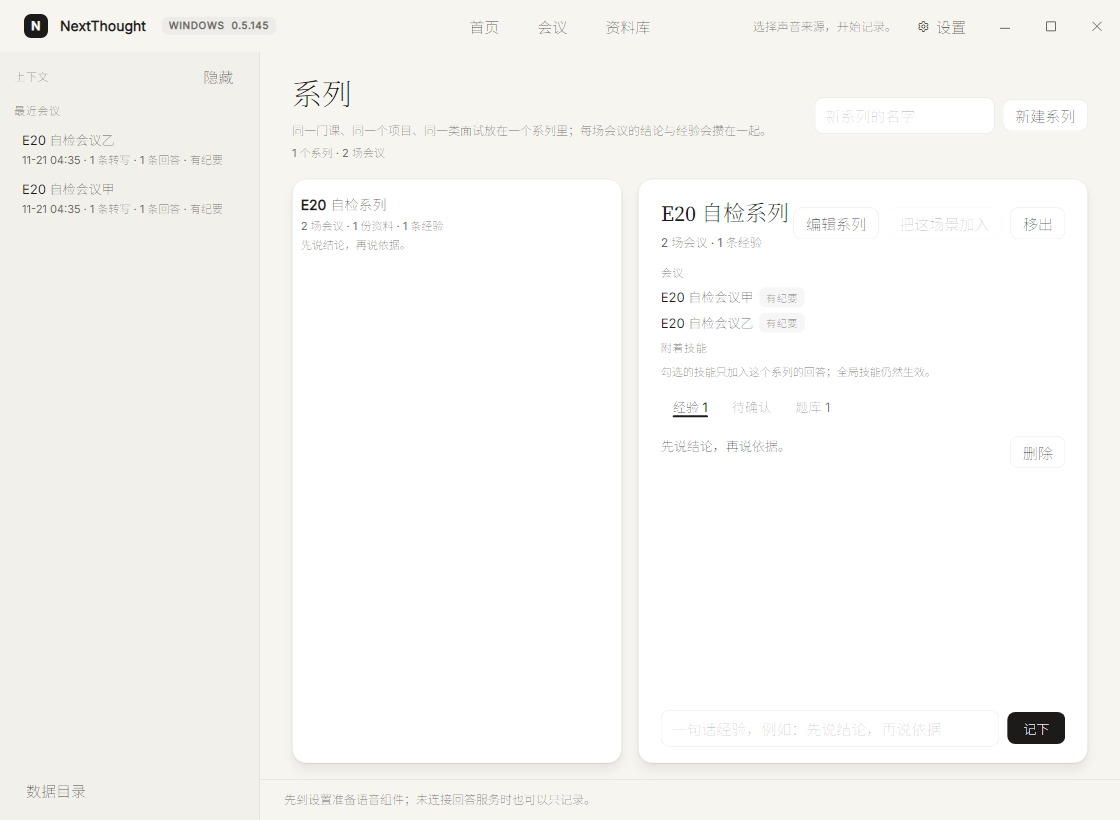 N NextThought WINDOWS 0.5.145 首页 会议 资料库 选择声音来源，开始记录。 设置
上下文 隐藏
最近会议
E20 自检会议乙
11-21 04:35 · 1 条转写 · 1 条回答 · 有纪要
E20 自检会议甲
11-21 04:35 · 1 条转写 · 1 条回答 · 有纪要
数据目录
系列
同一门课、同一个项目、同一类面试放在一个系列里；每场会议的结论与经验会攒在一起。
1 个系列 · 2 场会议
新系列的名字 新建系列
E20 自检系列
2 场会议 · 1 份资料 · 1 条经验
先说结论，再说依据。
E20 自检系列 编辑系列 把这场景加入 移出
2 场会议 · 1 条经验
会议
E20 自检会议甲 有纪要
E20 自检会议乙 有纪要
附着技能
勾选的技能只加入这个系列的回答；全局技能仍然生效。
经验 1 待确认 题库 1
先说结论，再说依据。 删除
一句话经验，例如：先说结论，再说依据 记下
先到设置准备语音组件；未连接回答服务时也可以只记录。